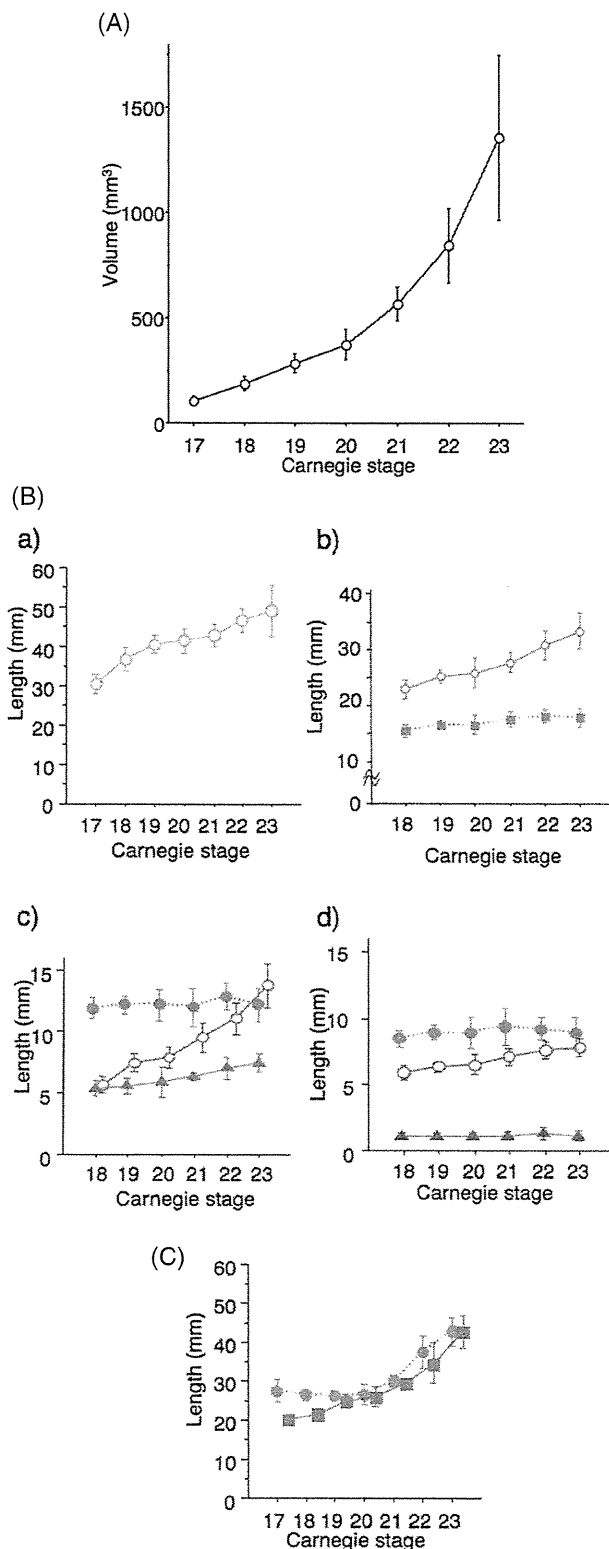 (A)
1500
1000
500
0
Volume (mm³)
17 18 19 20 21 22 23
Carnegie stage
(B)
a)
60
50
40
30
20
10
0
Length (mm)
17 18 19 20 21 22 23
Carnegie stage
b)
40
30
20
10
0
Length (mm)
18 19 20 21 22 23
Carnegie stage
c)
15
10
5
0
Length (mm)
18 19 20 21 22 23
Carnegie stage
d)
15
10
5
0
Length (mm)
18 19 20 21 22 23
Carnegie stage
(C)
60
50
40
30
20
10
0
Length (mm)
17 18 19 20 21 22 23
Carnegie stage